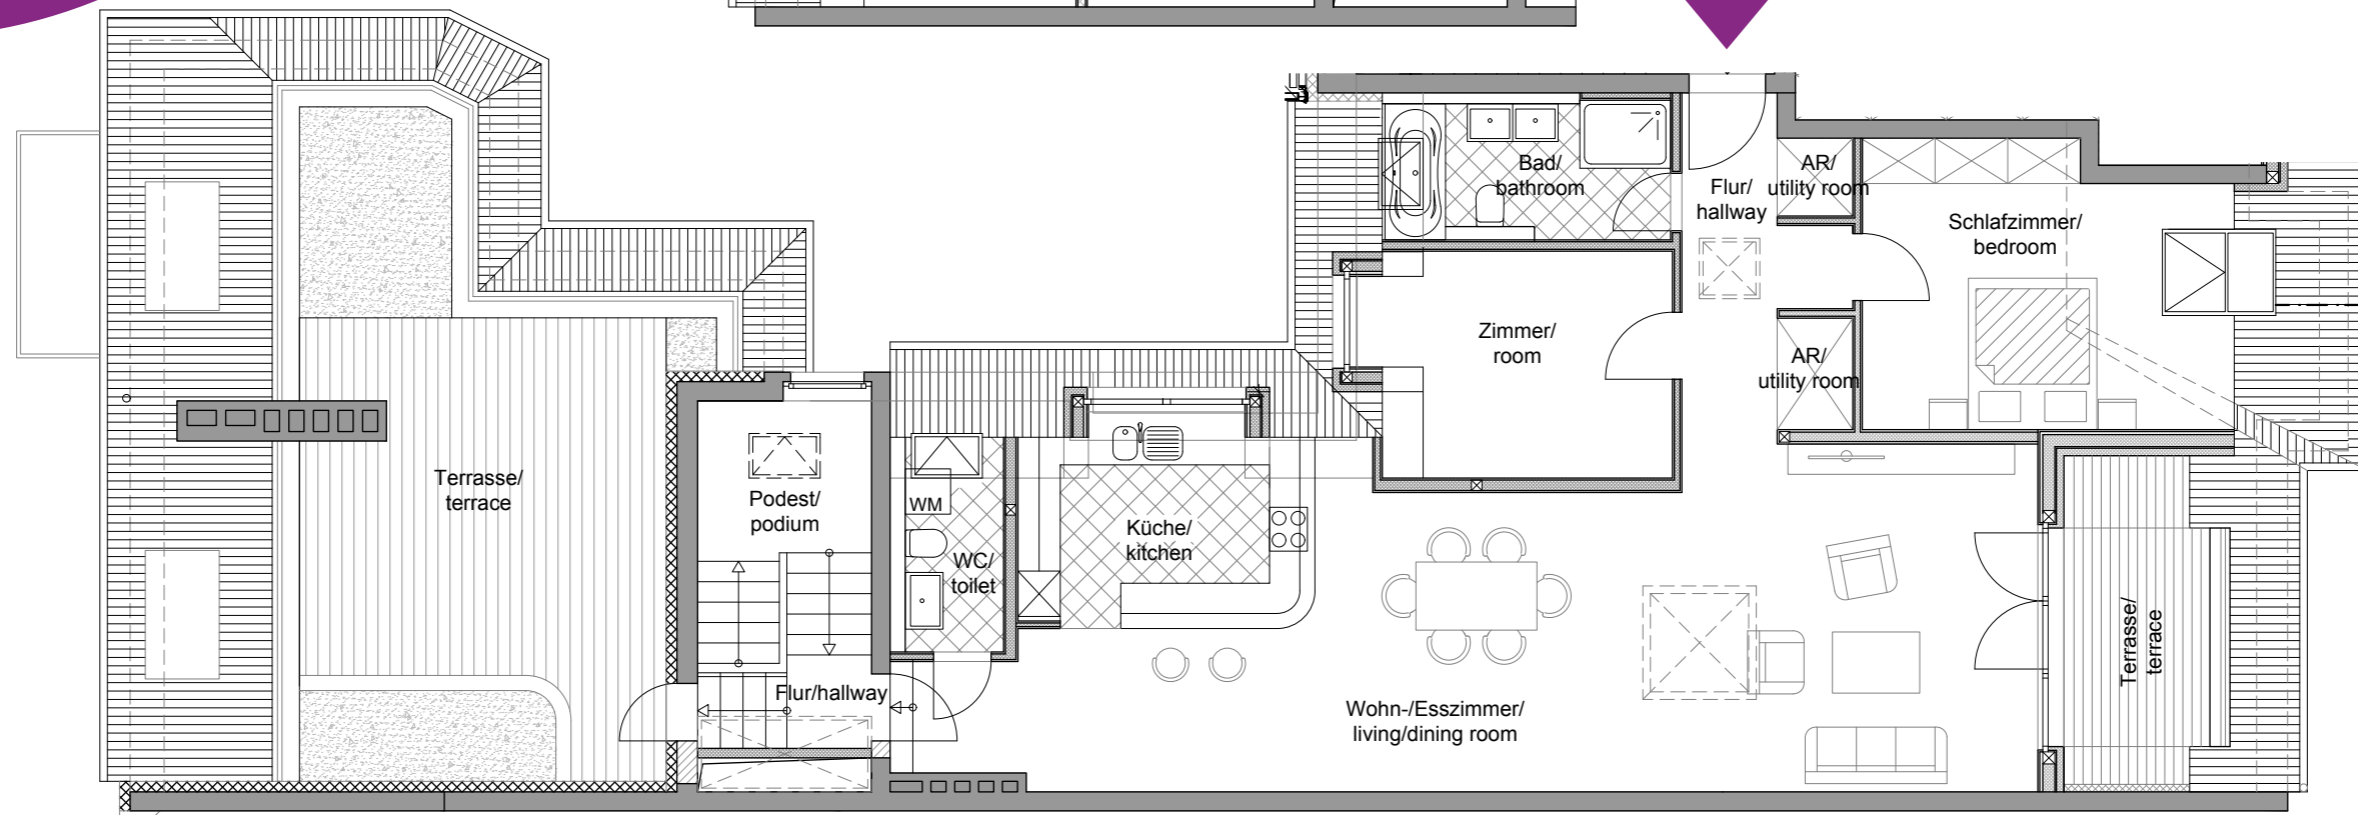 Bad/
bathroom
Flur/
hallway
AR/
utility room
Schlafzimmer/
bedroom
Zimmer/
room
AR/
utility room
Terrasse/
terrace
Podest/
podium
WM
WC/
toilet
Küche/
kitchen
Flur/hallway
Wohn-/Esszimmer/
living/dining room
Terrasse/
terrace